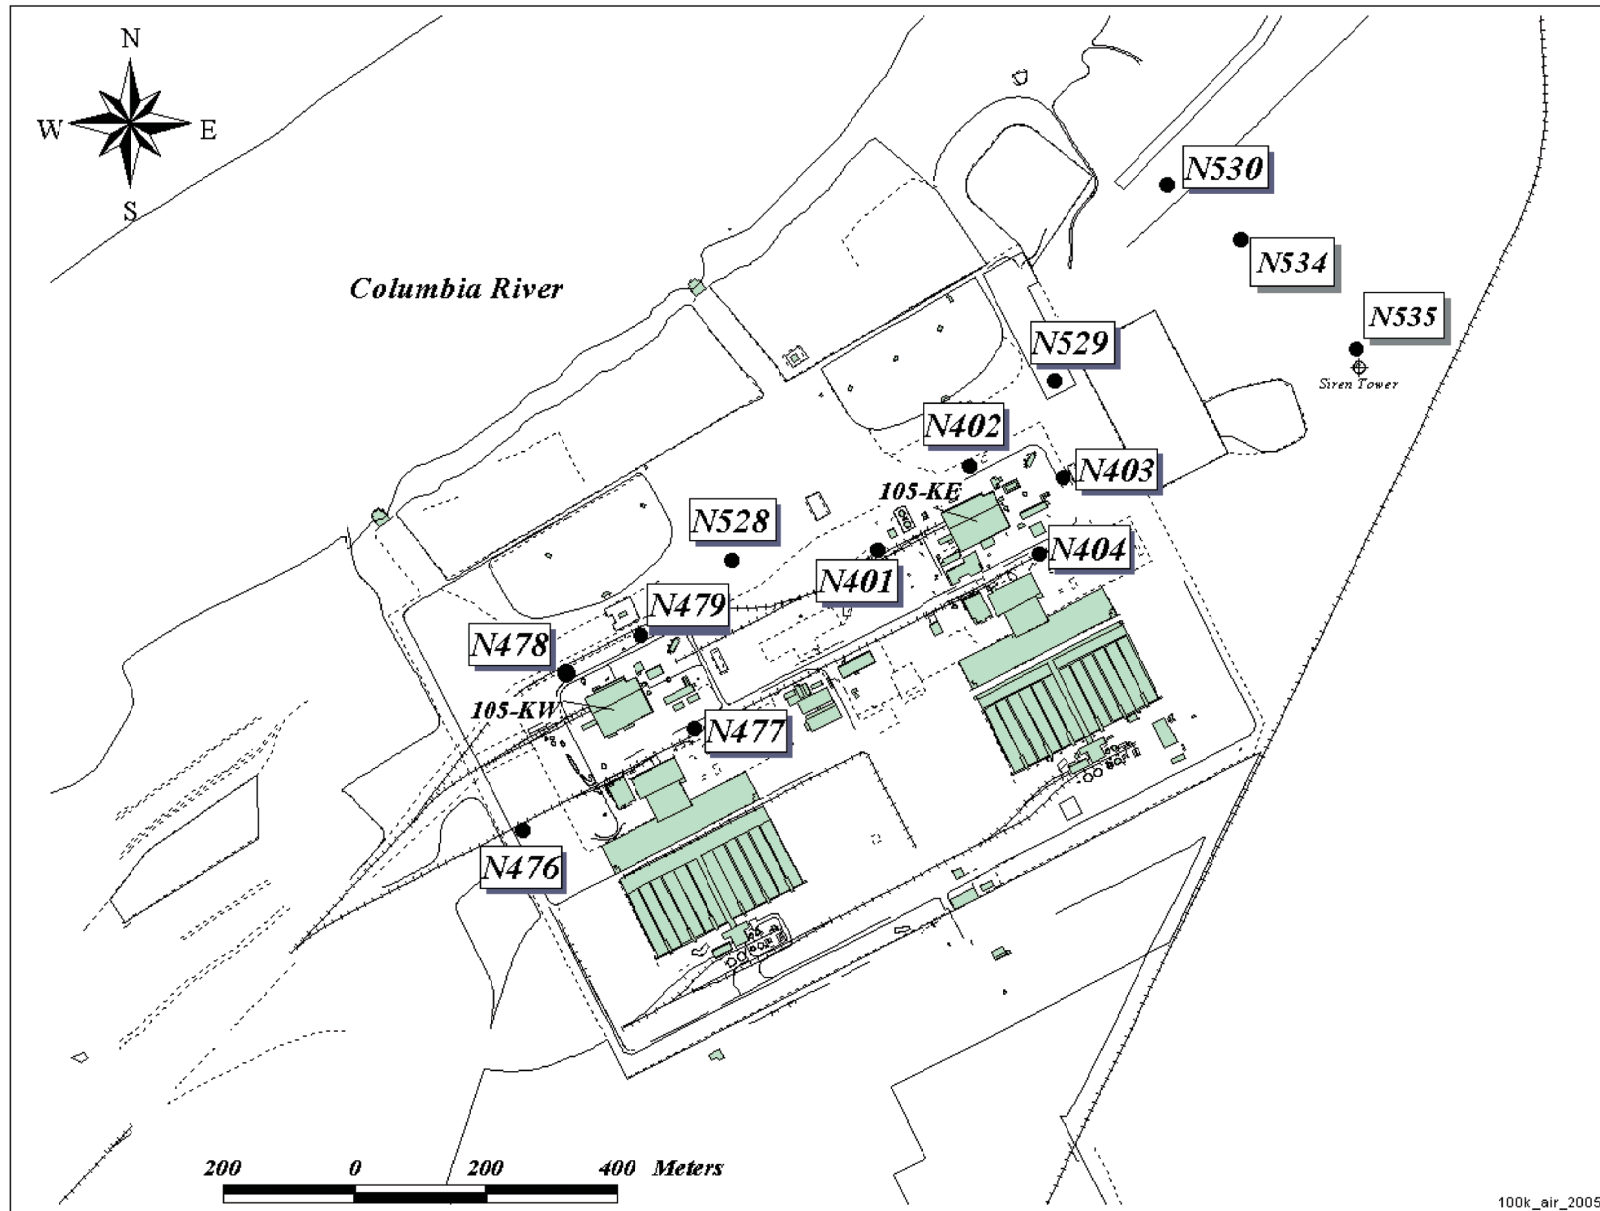 N
W
E
S
Columbia River
N530
N534
N535
Siren Tower
N529
N402
N403
105-KE
N404
N528
N401
N479
N478
105-KW
N477
N476
200 0 200 400 Meters
100k_air_2005